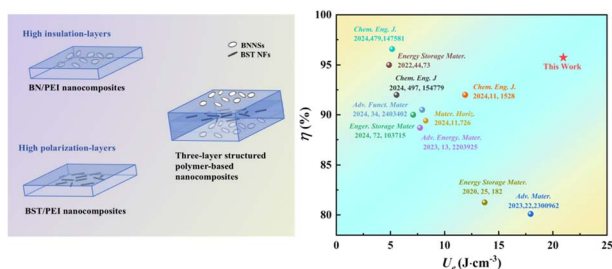 High insulation-layers
BNNSs
BST NFs
BN/PEI nanocomposites
High polarization-layers
Three-layer structured
polymer-based
nanocomposites
BST/PEI nanocomposites
100
95
90
85
80
η (%)
Chem. Eng. J.
2024,479,147581
Energy Storage Mater.
2022,44,73
This Work
Chem. Eng. J
2024, 497, 154779
Chem. Eng. J.
2024,11, 1528
Adv. Funct. Mater
2024, 34, 2403402
Mater. Horiz.
2024,11,726
Enger. Storage Mater
2024, 72, 103715
Adv. Energy. Mater.
2023, 13, 2203925
Energy Storage Mater.
2020, 25, 182
Adv. Mater.
2023,22,2300962
0
5
10
15
20
25
(J·cm⁻³)